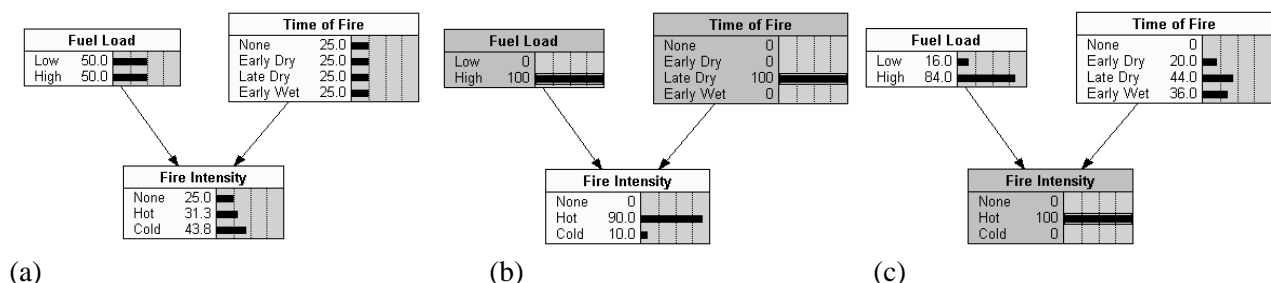 Fuel Load
Low 50.0
High 50.0
Time of Fire
None 25.0
Early Dry 25.0
Late Dry 25.0
Early Wet 25.0
Fire Intensity
None 25.0
Hot 31.3
Cold 43.8
(a)
Fuel Load
Low 0
High 100
Time of Fire
None 0
Early Dry 0
Late Dry 100
Early Wet 0
Fire Intensity
None 0
Hot 90.0
Cold 10.0
(b)
Fuel Load
Low 16.0
High 84.0
Time of Fire
None 0
Early Dry 20.0
Late Dry 44.0
Early Wet 36.0
Fire Intensity
None 0
Hot 100
Cold 0
(c)